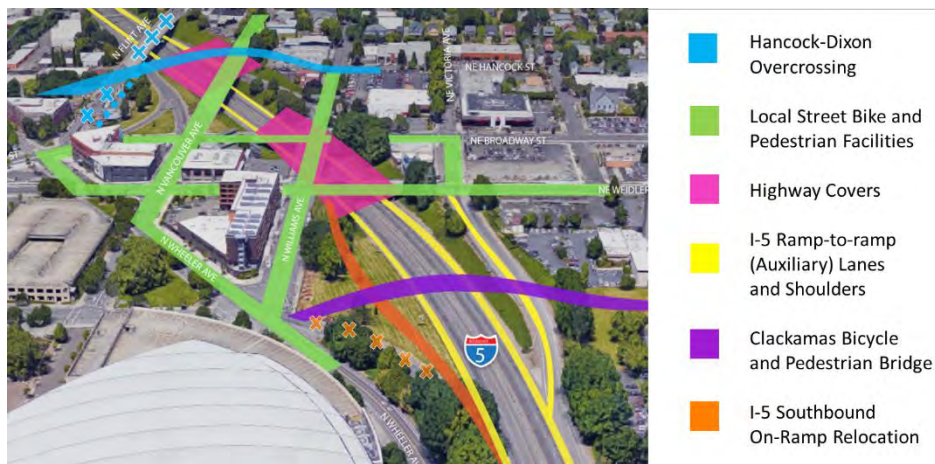 N FLINT AVE
NE VICTORIA AVE
NE HANCOCK ST
N VANCOUVER AVE
NE BROADWAY ST
ST
NE WEIDLER
N WILLIAMS AVE
N WHEELER AVE
5
N WHEELER AVE
Hancock-Dixon
Overcrossing
Local Street Bike and
Pedestrian Facilities
Highway Covers
I-5 Ramp-to-ramp
(Auxiliary) Lanes
and Shoulders
Clackamas Bicycle
and Pedestrian Bridge
I-5 Southbound
On-Ramp Relocation